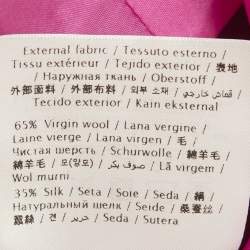 External fabric / Tessuto esterno /
Tissu extérieur / Tejido exterior / 表地
/ Наружная ткань / Oberstoff /
外部面料 / 外部布料 / 외부 소재 / قماش خارجي /
Tecido exterior / Kain eksternal
65% Virgin wool / Lana vergine /
Laine vierge / Lana virgen / 毛 /
Чистая шерсть / Schurwolle / 绵羊毛 /
綿羊毛 / 모(양모) / صوف بكر / Lã virgem /
Wol murni
35% Silk / Seta / Soie / Seda / 絹 /
Натуральный шелк / Seide / 桑蚕丝 /
蠶絲 / 견 / حرير / Seda / Sutera